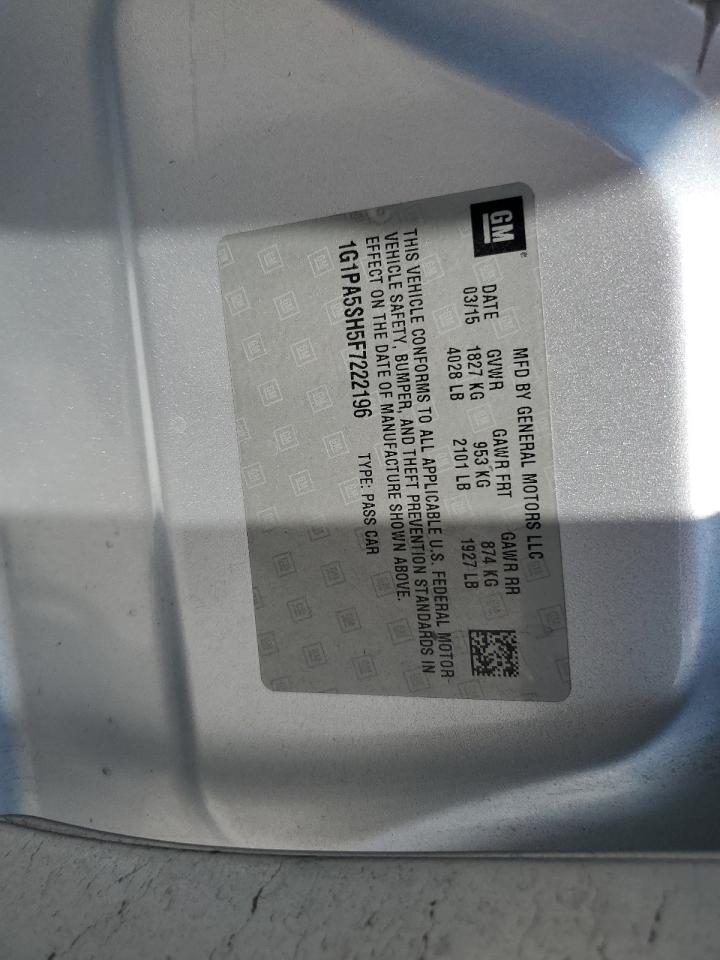 GM
MFD BY GENERAL MOTORS LLC
DATE GVWR GAWR FRT GAWR RR
03/15 1827 KG 953 KG 874 KG
4028 LB 2101 LB 1927 LB
THIS VEHICLE CONFORMS TO ALL APPLICABLE U.S. FEDERAL MOTOR
VEHICLE SAFETY, BUMPER, AND THEFT PREVENTION STANDARDS IN
EFFECT ON THE DATE OF MANUFACTURE SHOWN ABOVE.
1G1PA5SH5F7222196 TYPE: PASS CAR